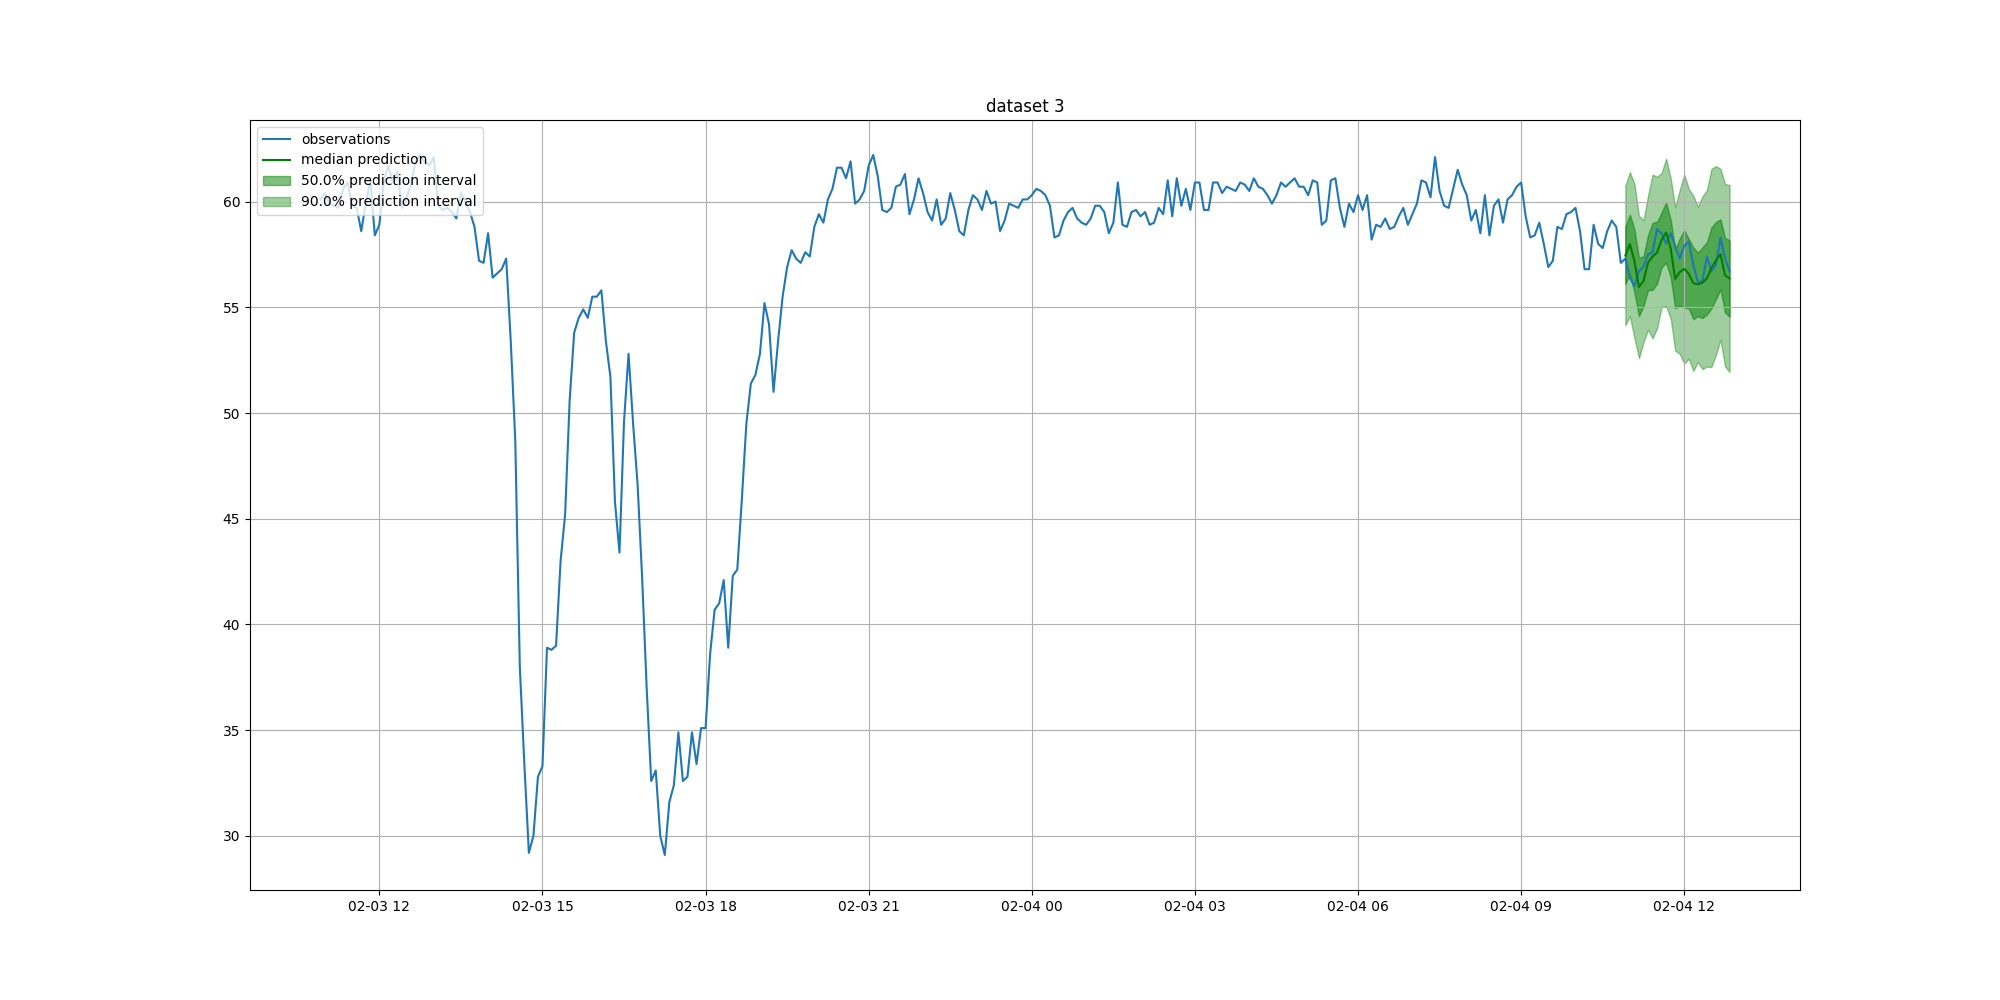 dataset 3
observations
median prediction
50.0% prediction interval
90.0% prediction interval
60
55
50
45
40
35
30
02-03 12 02-03 15 02-03 18 02-03 21 02-04 00 02-04 03 02-04 06 02-04 09 02-04 12